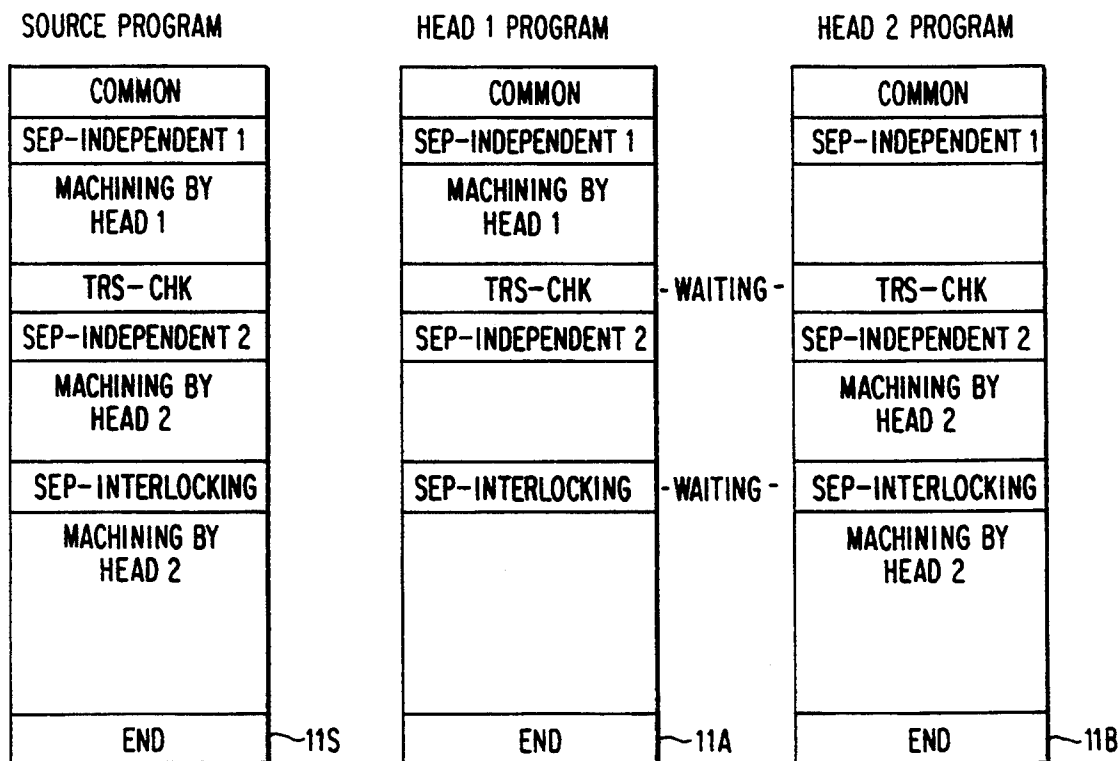 SOURCE PROGRAM
COMMON
SEP-INDEPENDENT 1
MACHINING BY
HEAD 1
TRS-CHK
SEP-INDEPENDENT 2
MACHINING BY
HEAD 2
SEP-INTERLOCKING
MACHINING BY
HEAD 2
END
11S
HEAD 1 PROGRAM
COMMON
SEP-INDEPENDENT 1
MACHINING BY
HEAD 1
TRS-CHK
-WAITING-
SEP-INDEPENDENT 2
SEP-INTERLOCKING
-WAITING-
END
11A
HEAD 2 PROGRAM
COMMON
SEP-INDEPENDENT 1
TRS-CHK
SEP-INDEPENDENT 2
MACHINING BY
HEAD 2
SEP-INTERLOCKING
MACHINING BY
HEAD 2
END
11B